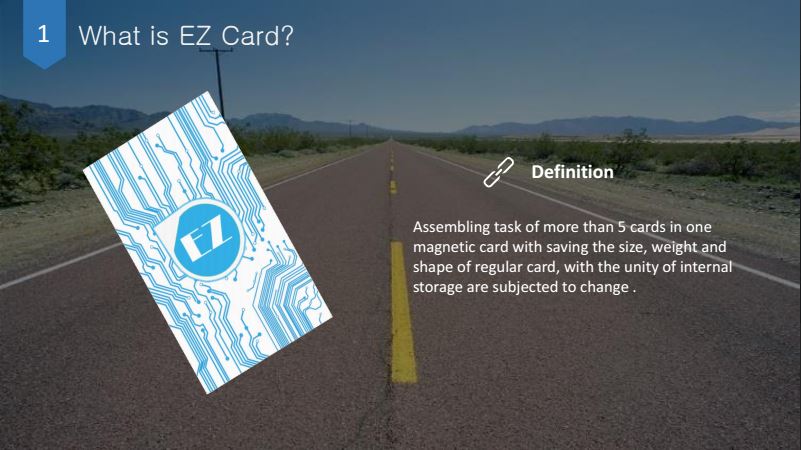 1
What is EZ Card?
Definition
EZ
Assembling task of more than 5 cards in one
magnetic card with saving the size, weight and
shape of regular card, with the unity of internal
storage are subjected to change .